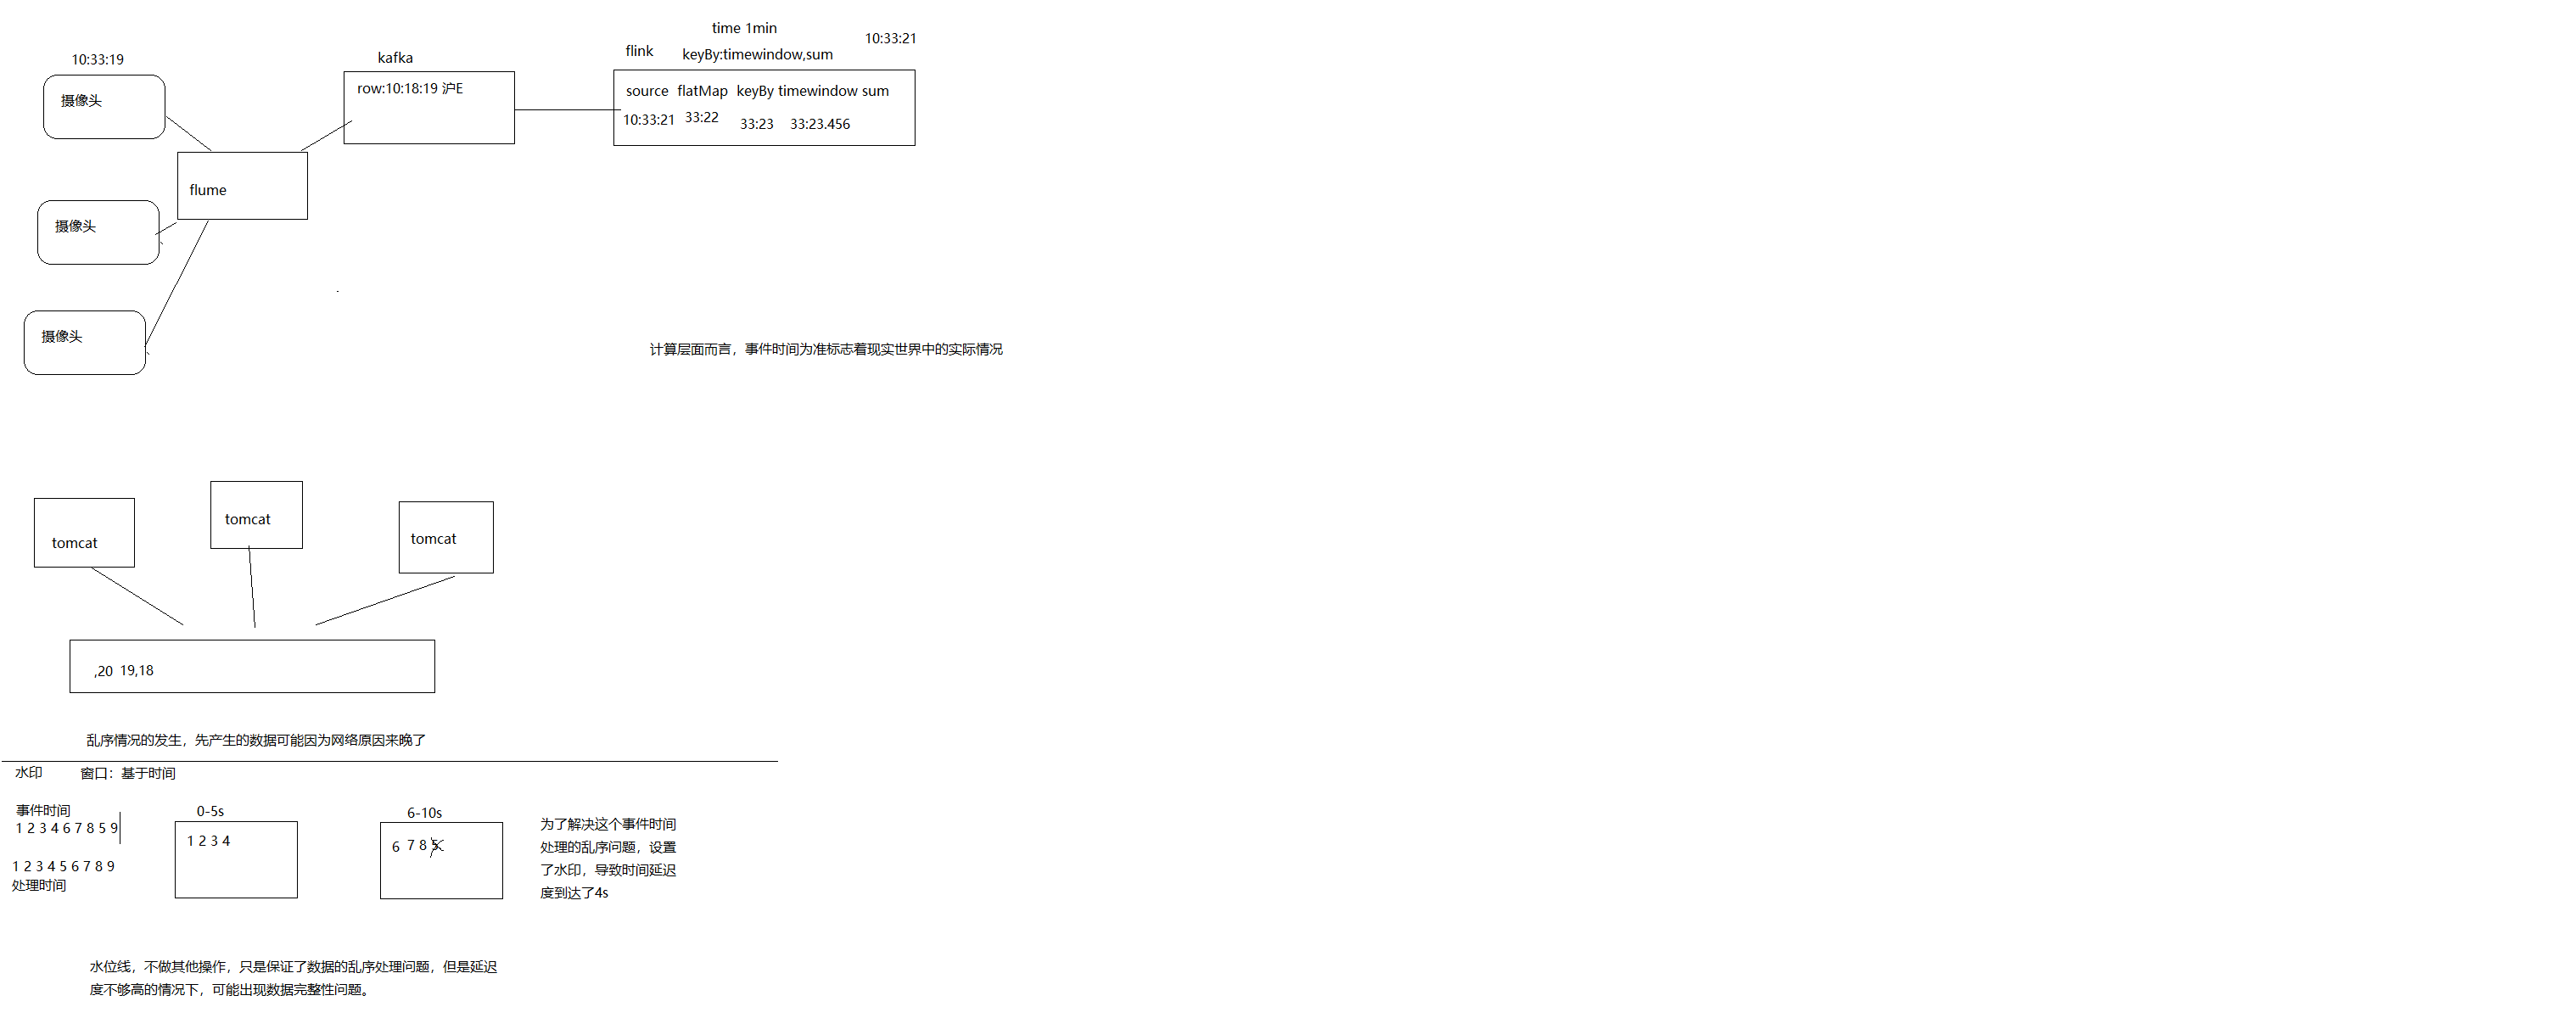 time 1min
10:33:21
flink
keyBy:timewindow,sum
10:33:19
kafka
摄像头
row:10:18:19 沪E
source flatMap keyBy timewindow sum
10:33:21 33:22 33:23 33:23.456
flume
摄像头
摄像头
计算层面而言，事件时间为准标志着现实世界中的实际情况
tomcat
tomcat
tomcat
,20 19,18
乱序情况的发生，先产生的数据可能因为网络原因来晚了
水印 窗口：基于时间
事件时间
1 2 3 4 6 7 8 5 9
1 2 3 4 5 6 7 8 9
处理时间
0-5s
1 2 3 4
6-10s
6 7 8 5
为了解决这个事件时间
处理的乱序问题，设置
了水印，导致时间延迟
度到达了4s
水位线，不做其他操作，只是保证了数据的乱序处理问题，但是延迟
度不够高的情况下，可能出现数据完整性问题。